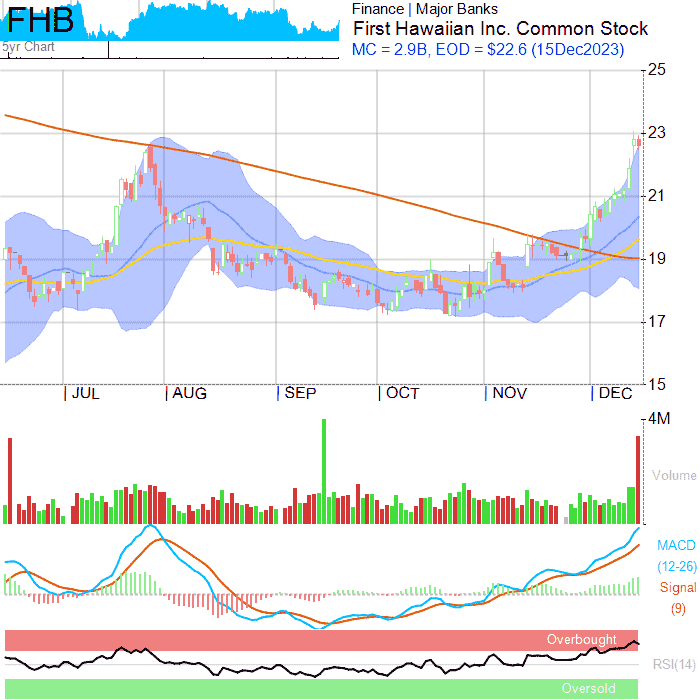 FHB
5yr Chart
Finance | Major Banks
First Hawaiian Inc. Common Stock
MC = 2.9B, EOD = $22.6 (15Dec2023)
25
23
21
19
17
15
JUL AUG SEP OCT NOV DEC
4M
Volume
MACD
(12-26)
Signal
(9)
Overbought
RSI(14)
Oversold